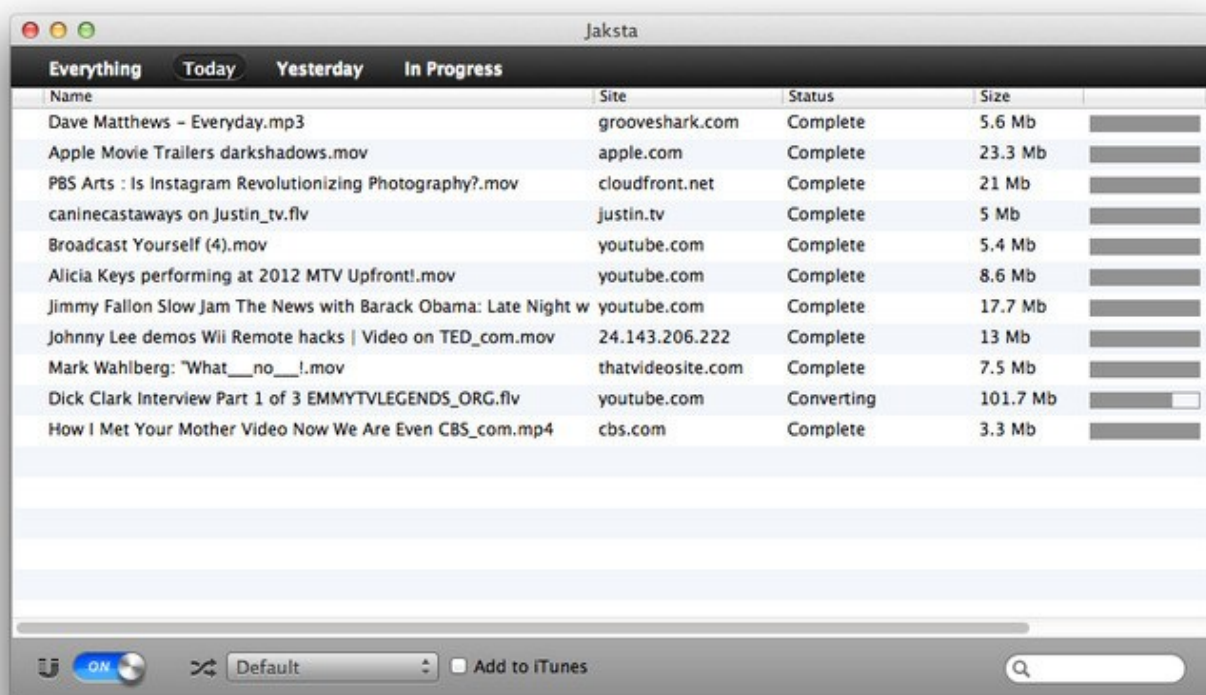 Jaksta
Everything Today Yesterday In Progress
Name Site Status Size
Dave Matthews – Everyday.mp3 grooveshark.com Complete 5.6 Mb
Apple Movie Trailers darkshadows.mov apple.com Complete 23.3 Mb
PBS Arts : Is Instagram Revolutionizing Photography?.mov cloudfront.net Complete 21 Mb
caninecastaways on Justin_tv.flv justin.tv Complete 5 Mb
Broadcast Yourself (4).mov youtube.com Complete 5.4 Mb
Alicia Keys performing at 2012 MTV Upfront!.mov youtube.com Complete 8.6 Mb
Jimmy Fallon Slow Jam The News with Barack Obama: Late Night w youtube.com Complete 17.7 Mb
Johnny Lee demos Wii Remote hacks | Video on TED_com.mov 24.143.206.222 Complete 13 Mb
Mark Wahlberg: "What___no___!.mov thatvideosite.com Complete 7.5 Mb
Dick Clark Interview Part 1 of 3 EMMYTVLEGENDS_ORG.flv youtube.com Converting 101.7 Mb
How I Met Your Mother Video Now We Are Even CBS_com.mp4 cbs.com Complete 3.3 Mb
ON Default Add to iTunes